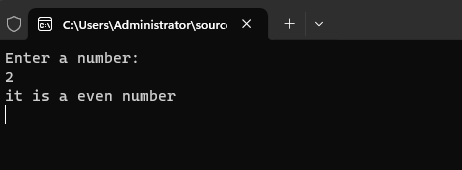 C:\Users\Administrator\sourc
Enter a number:
2
it is a even number